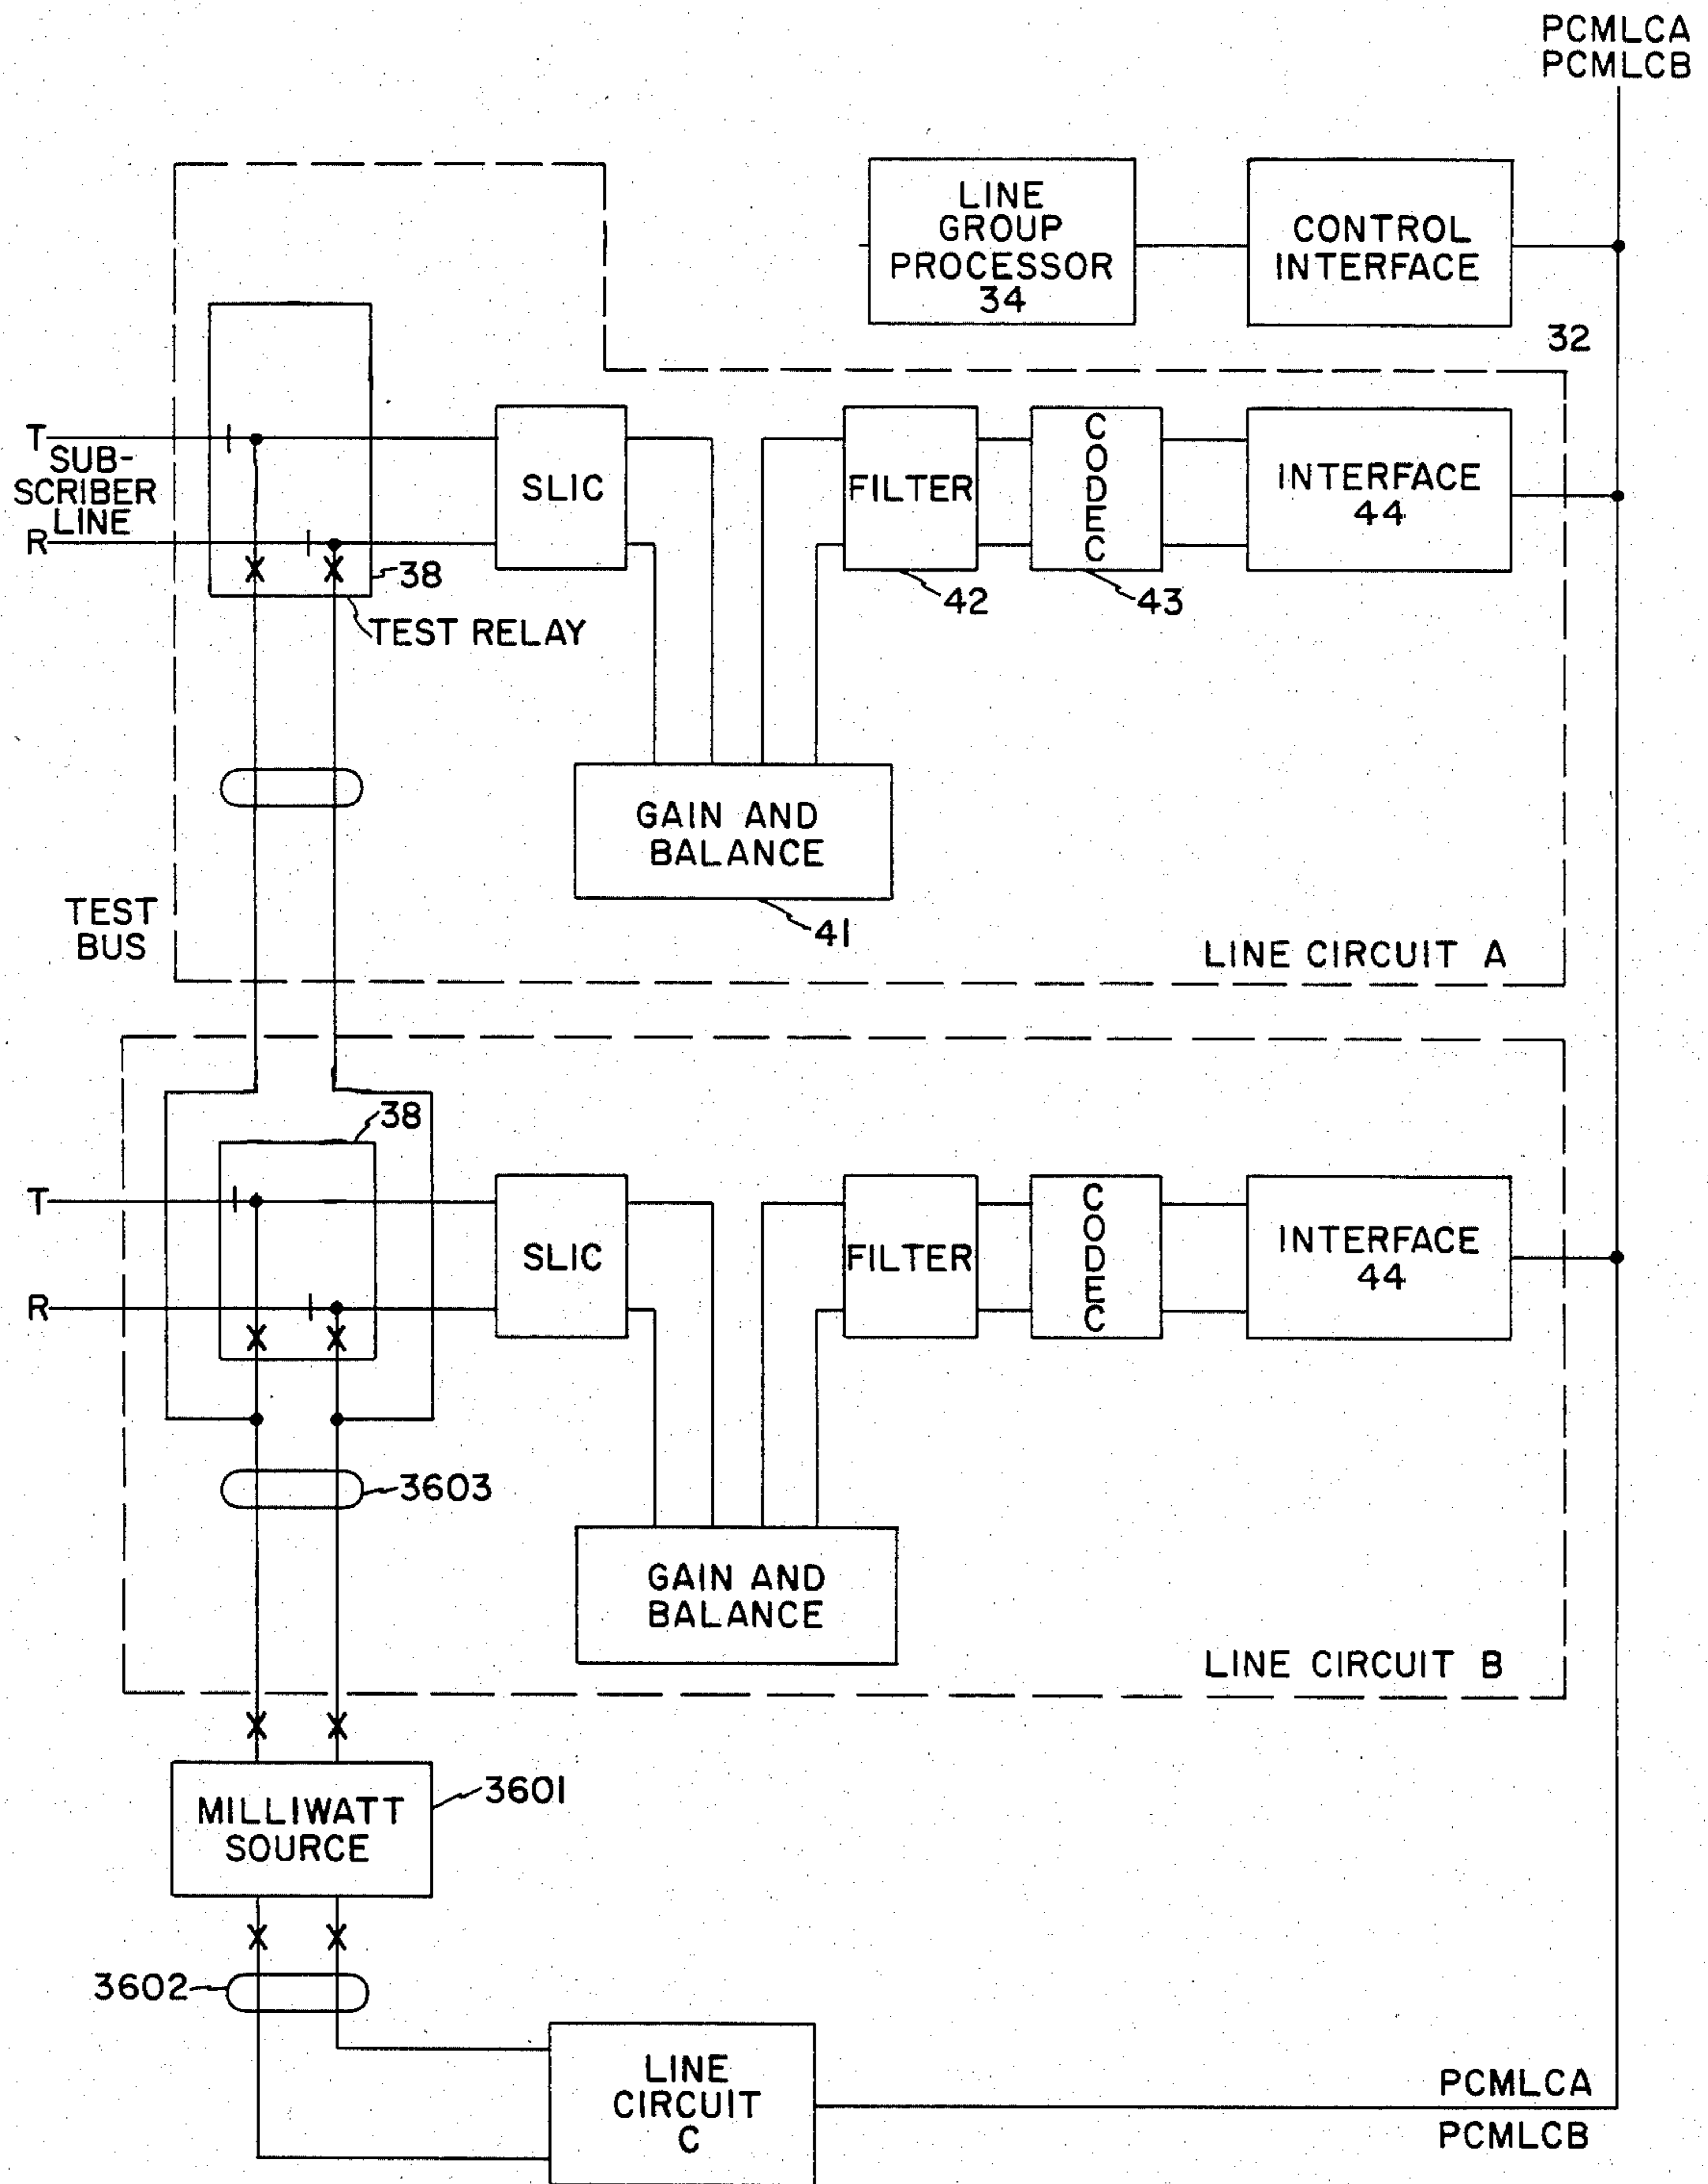 PCMLCA
PCMLCB
LINE
GROUP
PROCESSOR
34
CONTROL
INTERFACE
32
T
SUB-
SCRIBER
LINE
R
SLIC
FILTER
CODEC
INTERFACE
44
38
TEST RELAY
42
43
GAIN AND
BALANCE
41
TEST
BUS
LINE CIRCUIT A
38
T
R
SLIC
FILTER
CODEC
INTERFACE
44
3603
GAIN AND
BALANCE
LINE CIRCUIT B
MILLIWATT
SOURCE
3601
3602
LINE
CIRCUIT
C
PCMLCA
PCMLCB